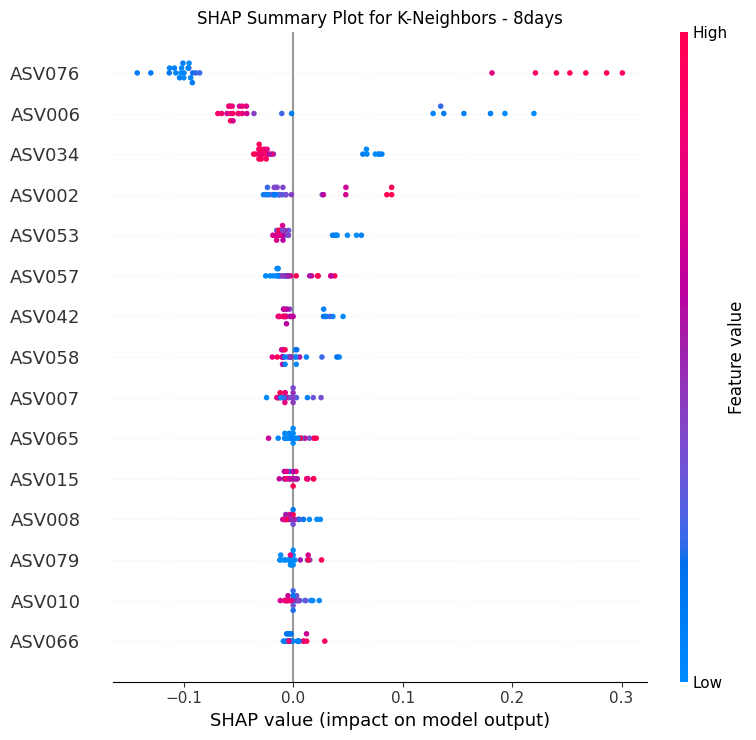 SHAP Summary Plot for K-Neighbors - 8days
High
ASV076
ASV006
ASV034
ASV002
ASV053
ASV057
ASV042
ASV058
ASV007
ASV065
ASV015
ASV008
ASV079
ASV010
ASV066
Feature value
Low
−0.1 0.0 0.1 0.2 0.3
SHAP value (impact on model output)